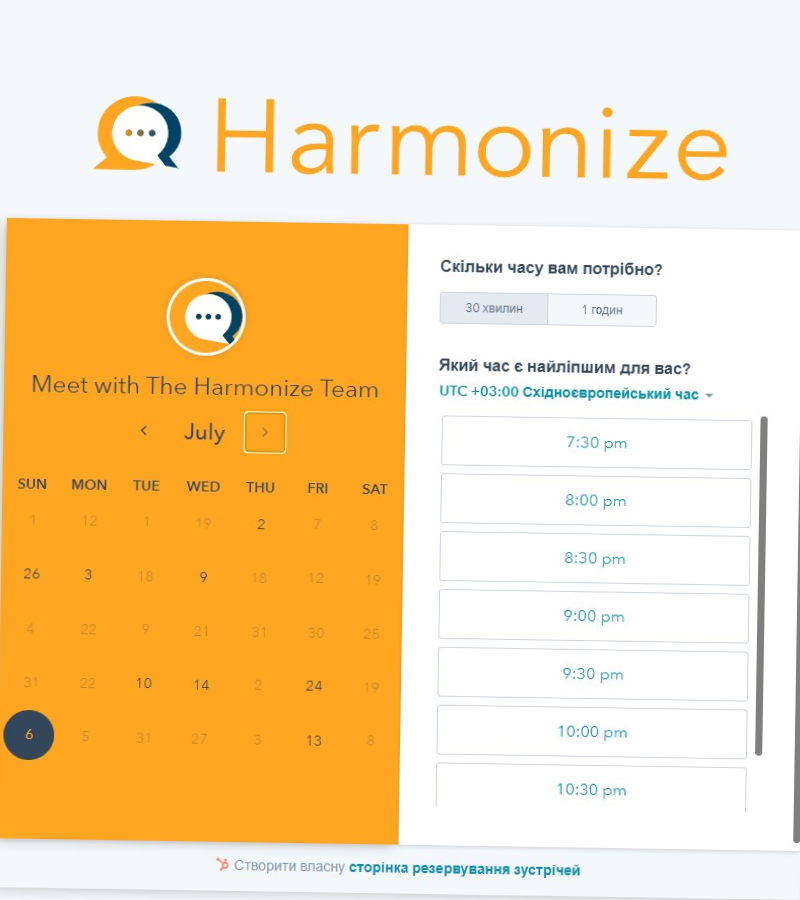 Harmonize
Meet with The Harmonize Team
July
SUN MON TUE WED THU FRI SAT
1 12 1 19 2 7 8
26 3 18 9 18 12 19
4 22 9 21 31 30 25
31 22 10 14 2 24 19
6 5 31 27 3 13 8
Скільки часу вам потрібно?
30 хвилин 1 годин
Який час є найліпшим для вас?
UTC +03:00 Східноєвропейський час
7:30 pm
8:00 pm
8:30 pm
9:00 pm
9:30 pm
10:00 pm
10:30 pm
Створити власну сторінка резервування зустрічей